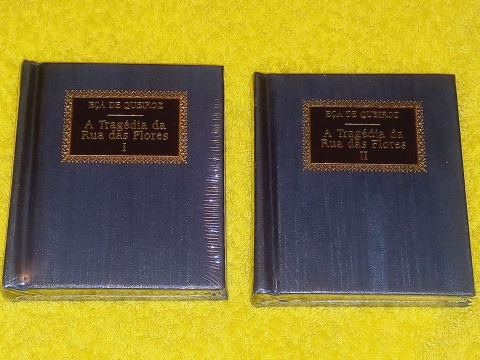 EÇA DE QUEIROZ
A Tragédia da
Rua das Flores
I
EÇA DE QUEIROZ
A Tragédia da
Rua das Flores
II